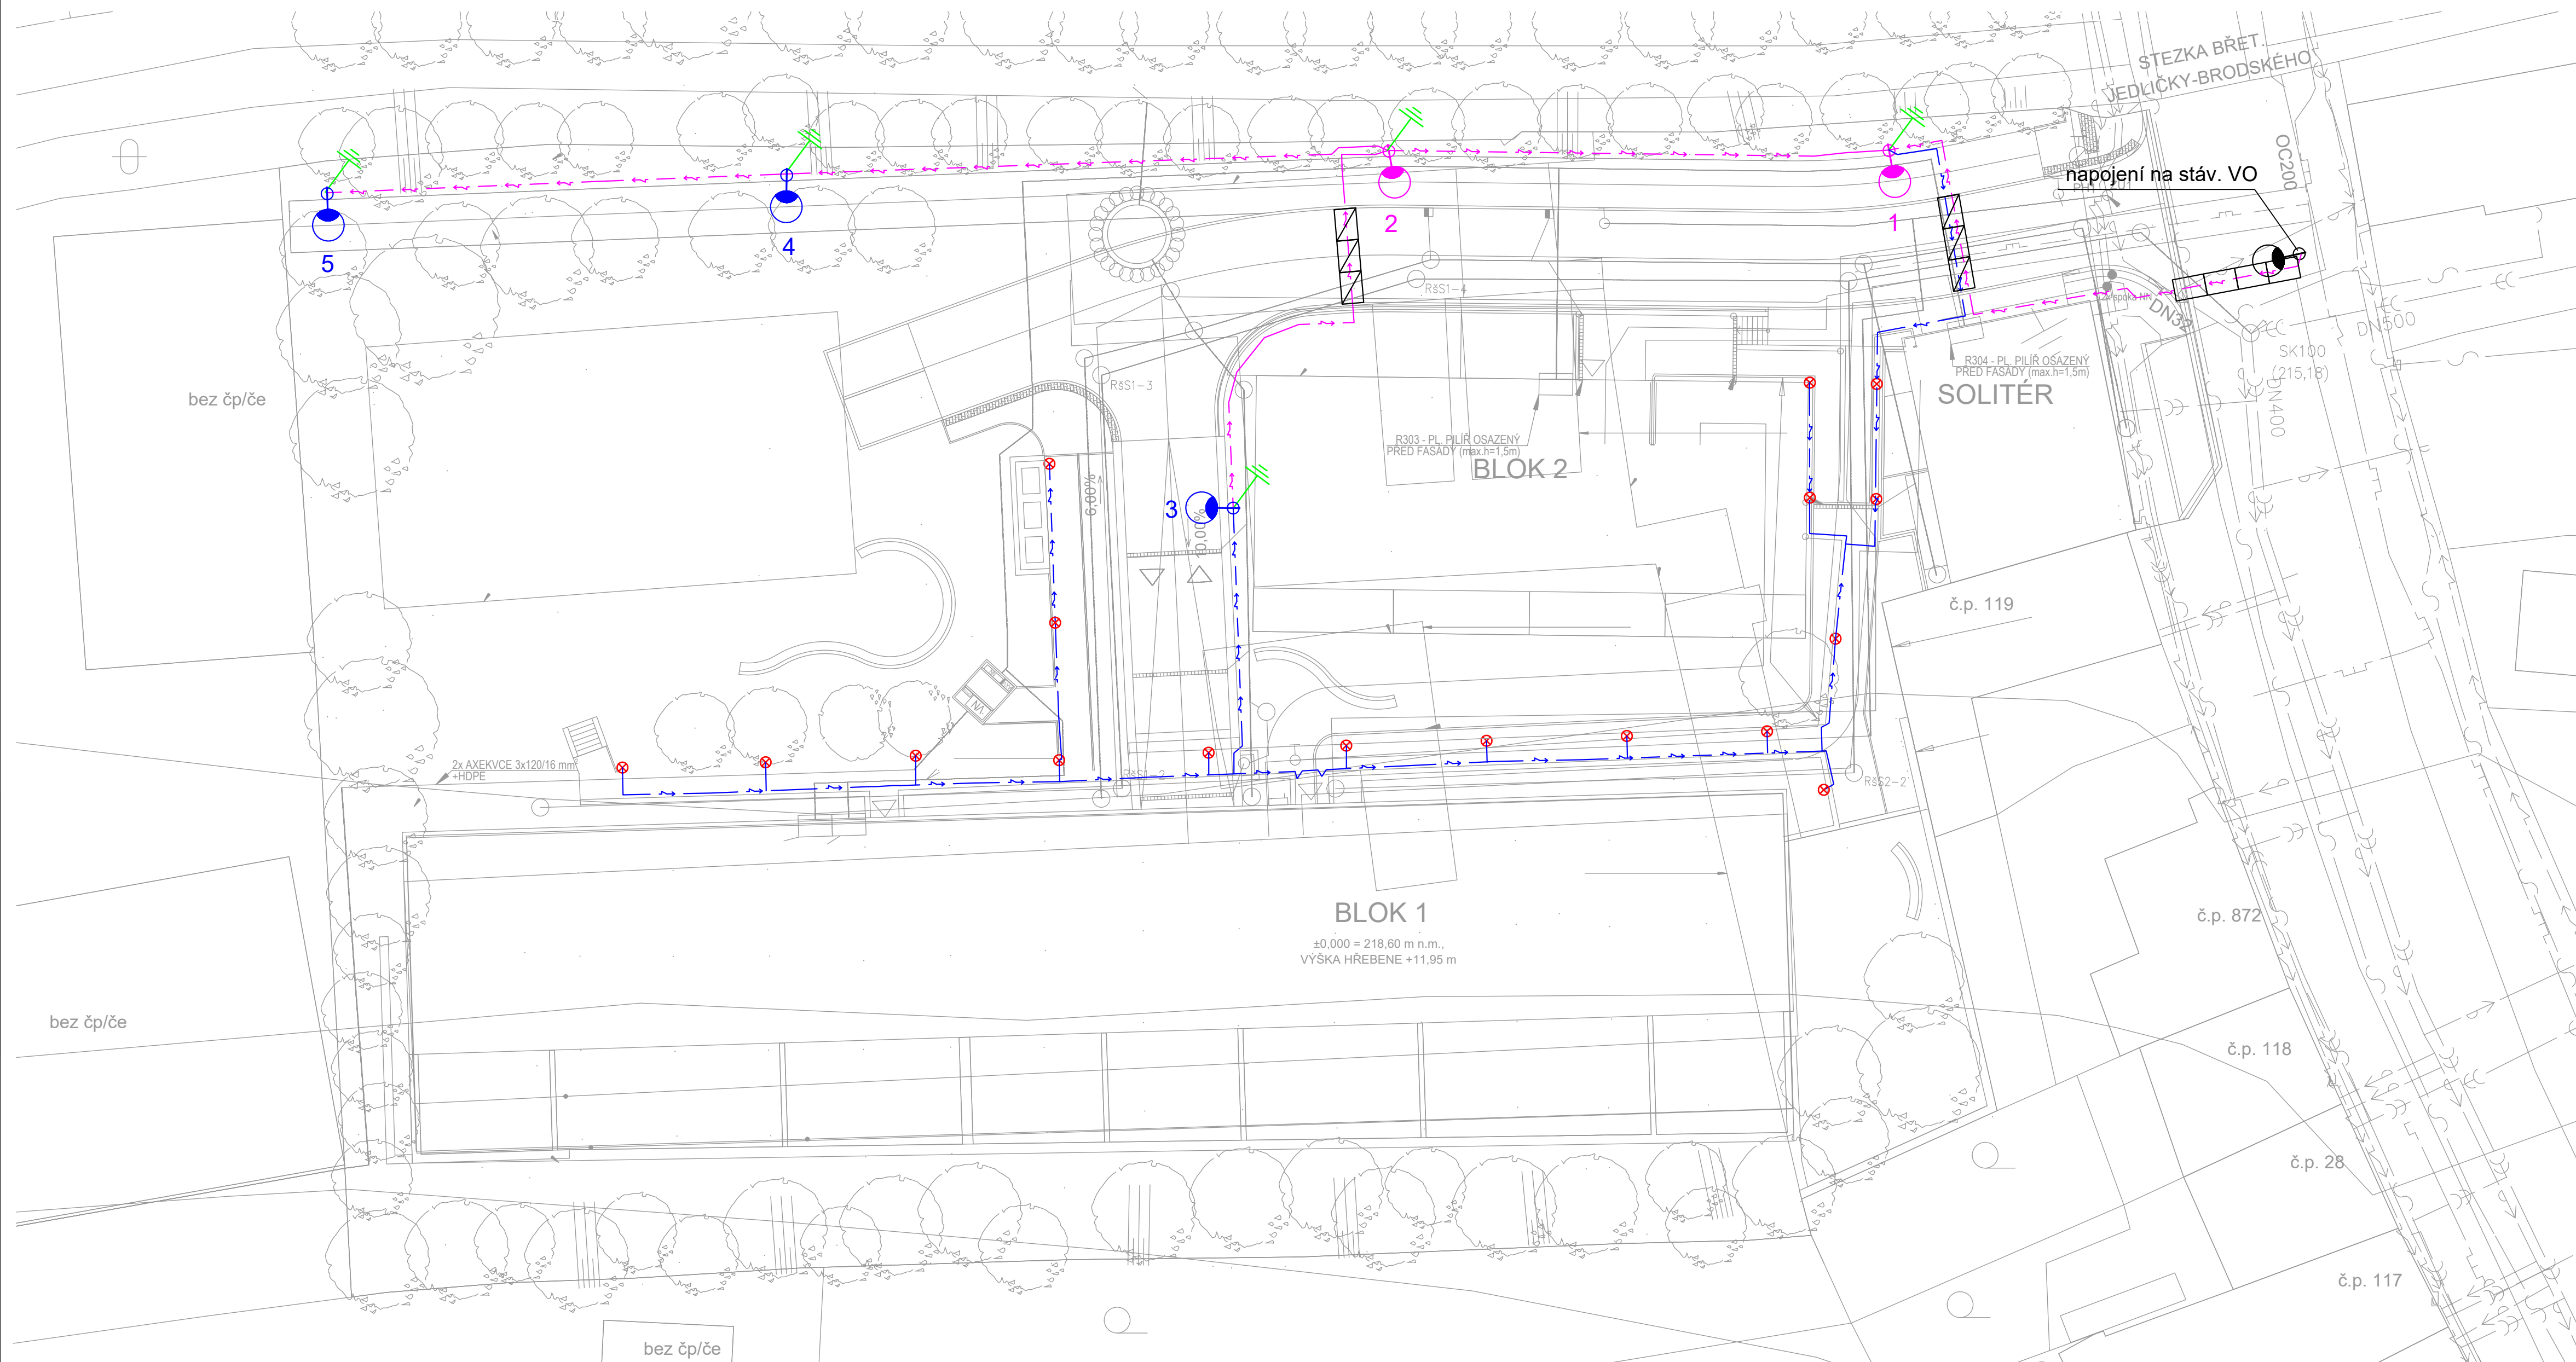 STEZKA BŘET.
JEDLIČKY-BRODSKÉHO
OC200
napojení na stáv. VO
5
4
2
1
RšS1-4
DN32
DN500
SK100
(215,18)
DN400
R304 - PL. PILÍŘ OSAZENÝ
PŘED FASÁDY (max.h=1,5m)
SOLITÉR
bez čp/če
RšS1-3
R303 - PL. PILÍŘ OSAZENÝ
PŘED FASÁDY (max.h=1,5m)
BLOK 2
6,00%
3
č.p. 119
2x AXEKVCE 3x120/16 mm
+HDPE
RšS1-2
RšS2-2
BLOK 1
±0,000 = 218,60 m n.m.,
VÝŠKA HŘEBENE +11,95 m
č.p. 872
bez čp/če
č.p. 118
č.p. 28
č.p. 117
bez čp/če